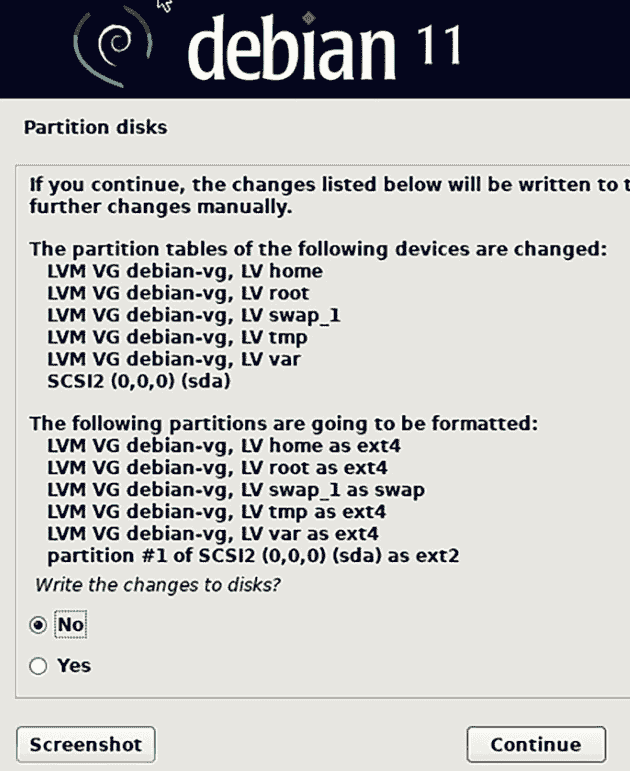 debian 11
Partition disks
If you continue, the changes listed below will be written to t
further changes manually.
The partition tables of the following devices are changed:
LVM VG debian-vg, LV home
LVM VG debian-vg, LV root
LVM VG debian-vg, LV swap_1
LVM VG debian-vg, LV tmp
LVM VG debian-vg, LV var
SCSI2 (0,0,0) (sda)
The following partitions are going to be formatted:
LVM VG debian-vg, LV home as ext4
LVM VG debian-vg, LV root as ext4
LVM VG debian-vg, LV swap_1 as swap
LVM VG debian-vg, LV tmp as ext4
LVM VG debian-vg, LV var as ext4
partition #1 of SCSI2 (0,0,0) (sda) as ext2
Write the changes to disks?
No
Yes
Screenshot
Continue